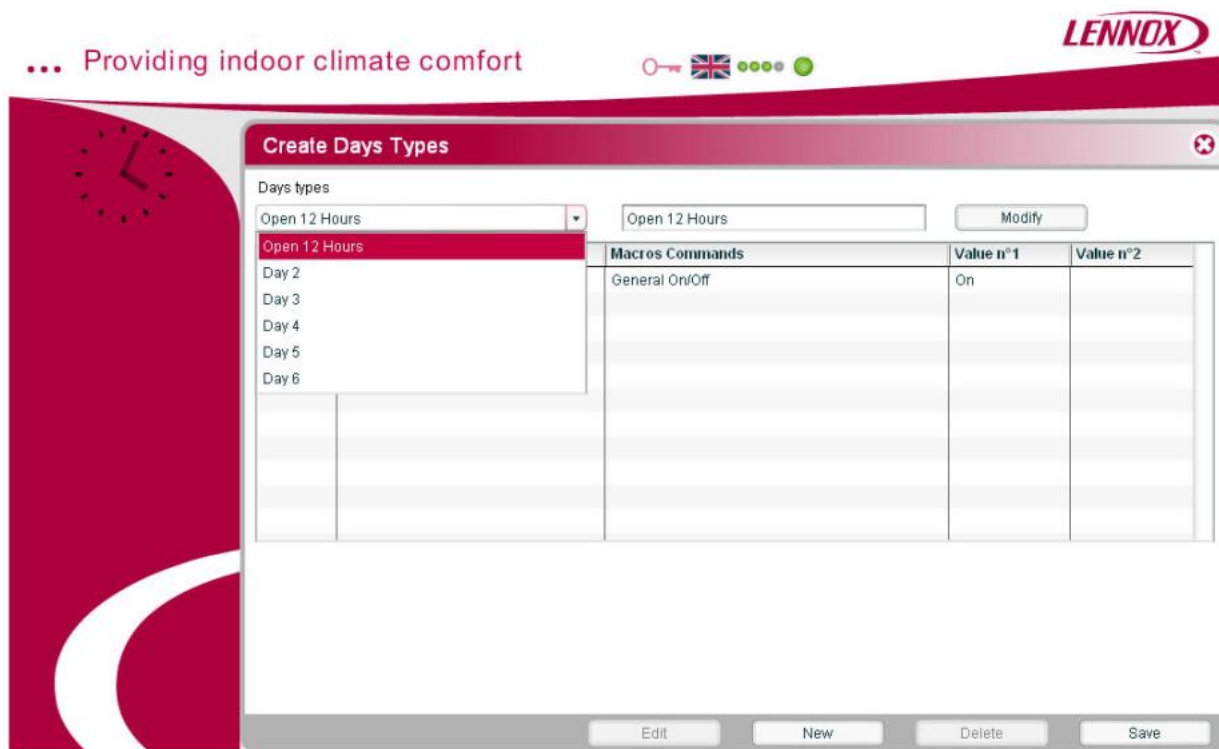 LENNOX
... Providing indoor climate comfort
Create Days Types
Days types
Open 12 Hours Open 12 Hours Modify
Open 12 Hours Macros Commands Value n°1 Value n°2
Day 2 General On/Off On
Day 3
Day 4
Day 5
Day 6
Edit New Delete Save